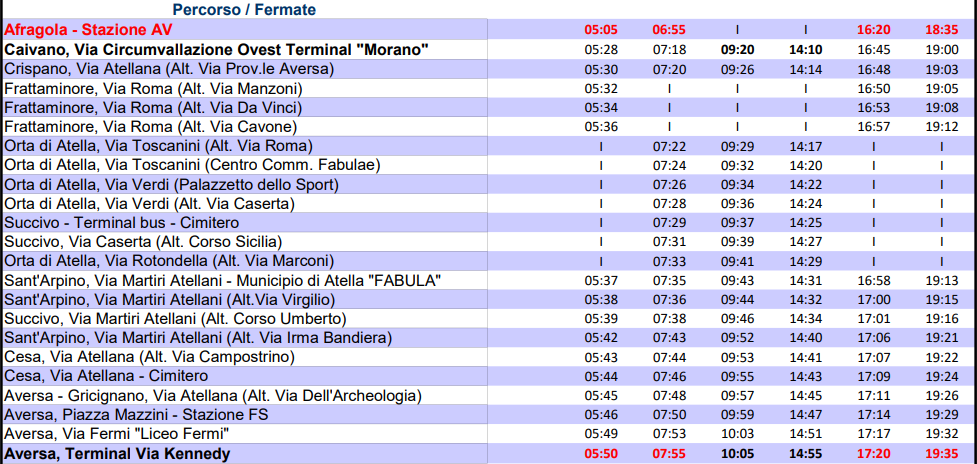 Percorso / Fermate
Afragola - Stazione AV 05:05 06:55 I I 16:20 18:35
Caivano, Via Circumvallazione Ovest Terminal "Morano" 05:28 07:18 09:20 14:10 16:45 19:00
Crispano, Via Atellana (Alt. Via Prov.le Aversa) 05:30 07:20 09:26 14:14 16:48 19:03
Frattaminore, Via Roma (Alt. Via Manzoni) 05:32 I I I 16:50 19:05
Frattaminore, Via Roma (Alt. Via Da Vinci) 05:34 I I I 16:53 19:08
Frattaminore, Via Roma (Alt. Via Cavone) 05:36 I I I 16:57 19:12
Orta di Atella, Via Toscanini (Alt. Via Roma) I 07:22 09:29 14:17 I I
Orta di Atella, Via Toscanini (Centro Comm. Fabulae) I 07:24 09:32 14:20 I I
Orta di Atella, Via Verdi (Palazzetto dello Sport) I 07:26 09:34 14:22 I I
Orta di Atella, Via Verdi (Alt. Via Caserta) I 07:28 09:36 14:24 I I
Succivo - Terminal bus - Cimitero I 07:29 09:37 14:25 I I
Succivo, Via Caserta (Alt. Corso Sicilia) I 07:31 09:39 14:27 I I
Orta di Atella, Via Rotondella (Alt. Via Marconi) I 07:33 09:41 14:29 I I
Sant'Arpino, Via Martiri Atellani - Municipio di Atella "FABULA" 05:37 07:35 09:43 14:31 16:58 19:13
Sant'Arpino, Via Martiri Atellani (Alt.Via Virgilio) 05:38 07:36 09:44 14:32 17:00 19:15
Succivo, Via Martiri Atellani (Alt. Corso Umberto) 05:39 07:38 09:46 14:34 17:01 19:16
Sant'Arpino, Via Martiri Atellani (Alt. Via Irma Bandiera) 05:42 07:43 09:52 14:40 17:06 19:21
Cesa, Via Atellana (Alt. Via Campostrino) 05:43 07:44 09:53 14:41 17:07 19:22
Cesa, Via Atellana - Cimitero 05:44 07:46 09:55 14:43 17:09 19:24
Aversa - Gricignano, Via Atellana (Alt. Via Dell'Archeologia) 05:45 07:48 09:57 14:45 17:11 19:26
Aversa, Piazza Mazzini - Stazione FS 05:46 07:50 09:59 14:47 17:14 19:29
Aversa, Via Fermi "Liceo Fermi" 05:49 07:53 10:03 14:51 17:17 19:32
Aversa, Terminal Via Kennedy 05:50 07:55 10:05 14:55 17:20 19:35